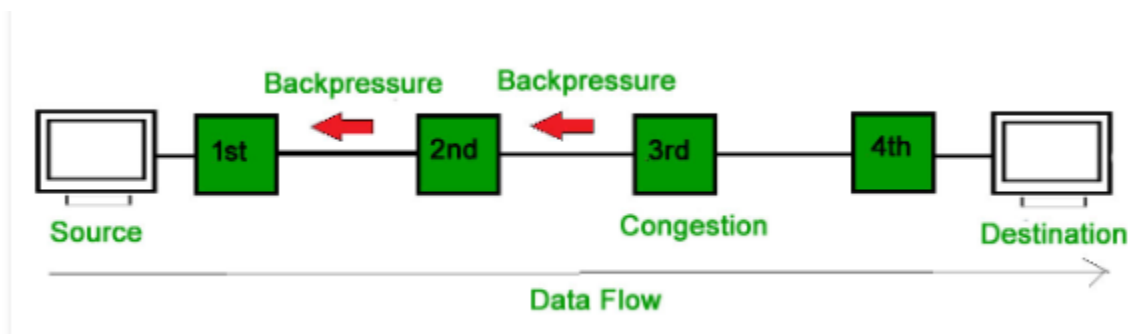 Backpressure Backpressure
1st 2nd 3rd 4th
Source Congestion Destination
Data Flow